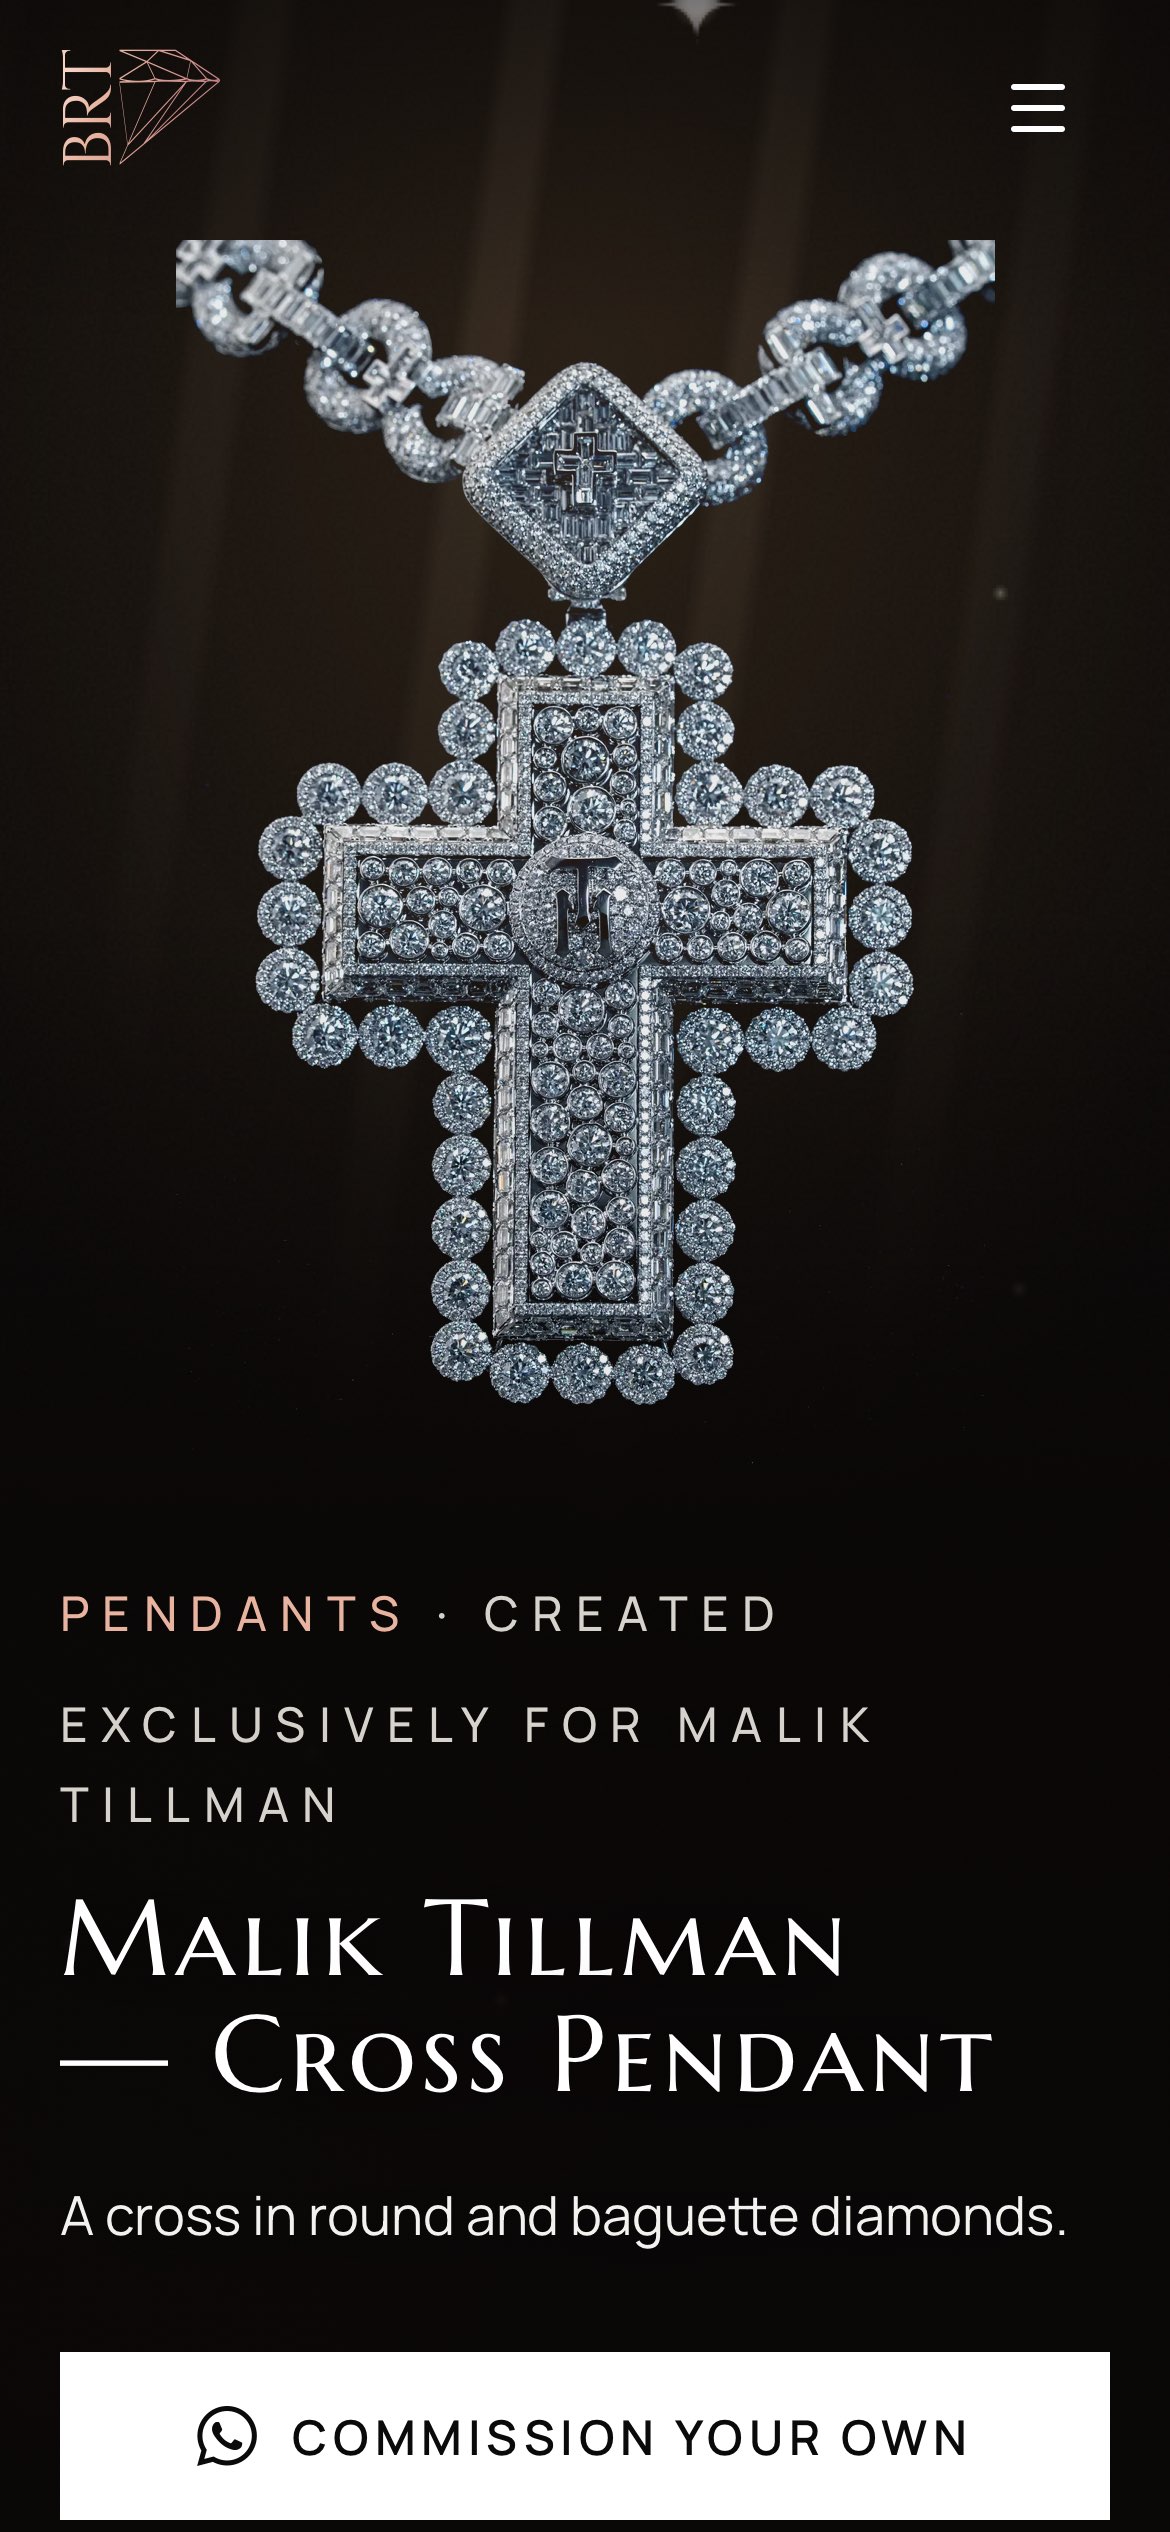 BRT
TM
PENDANTS · CREATED
EXCLUSIVELY FOR MALIK
TILLMAN
Malik Tillman
— Cross Pendant
A cross in round and baguette diamonds.
COMMISSION YOUR OWN